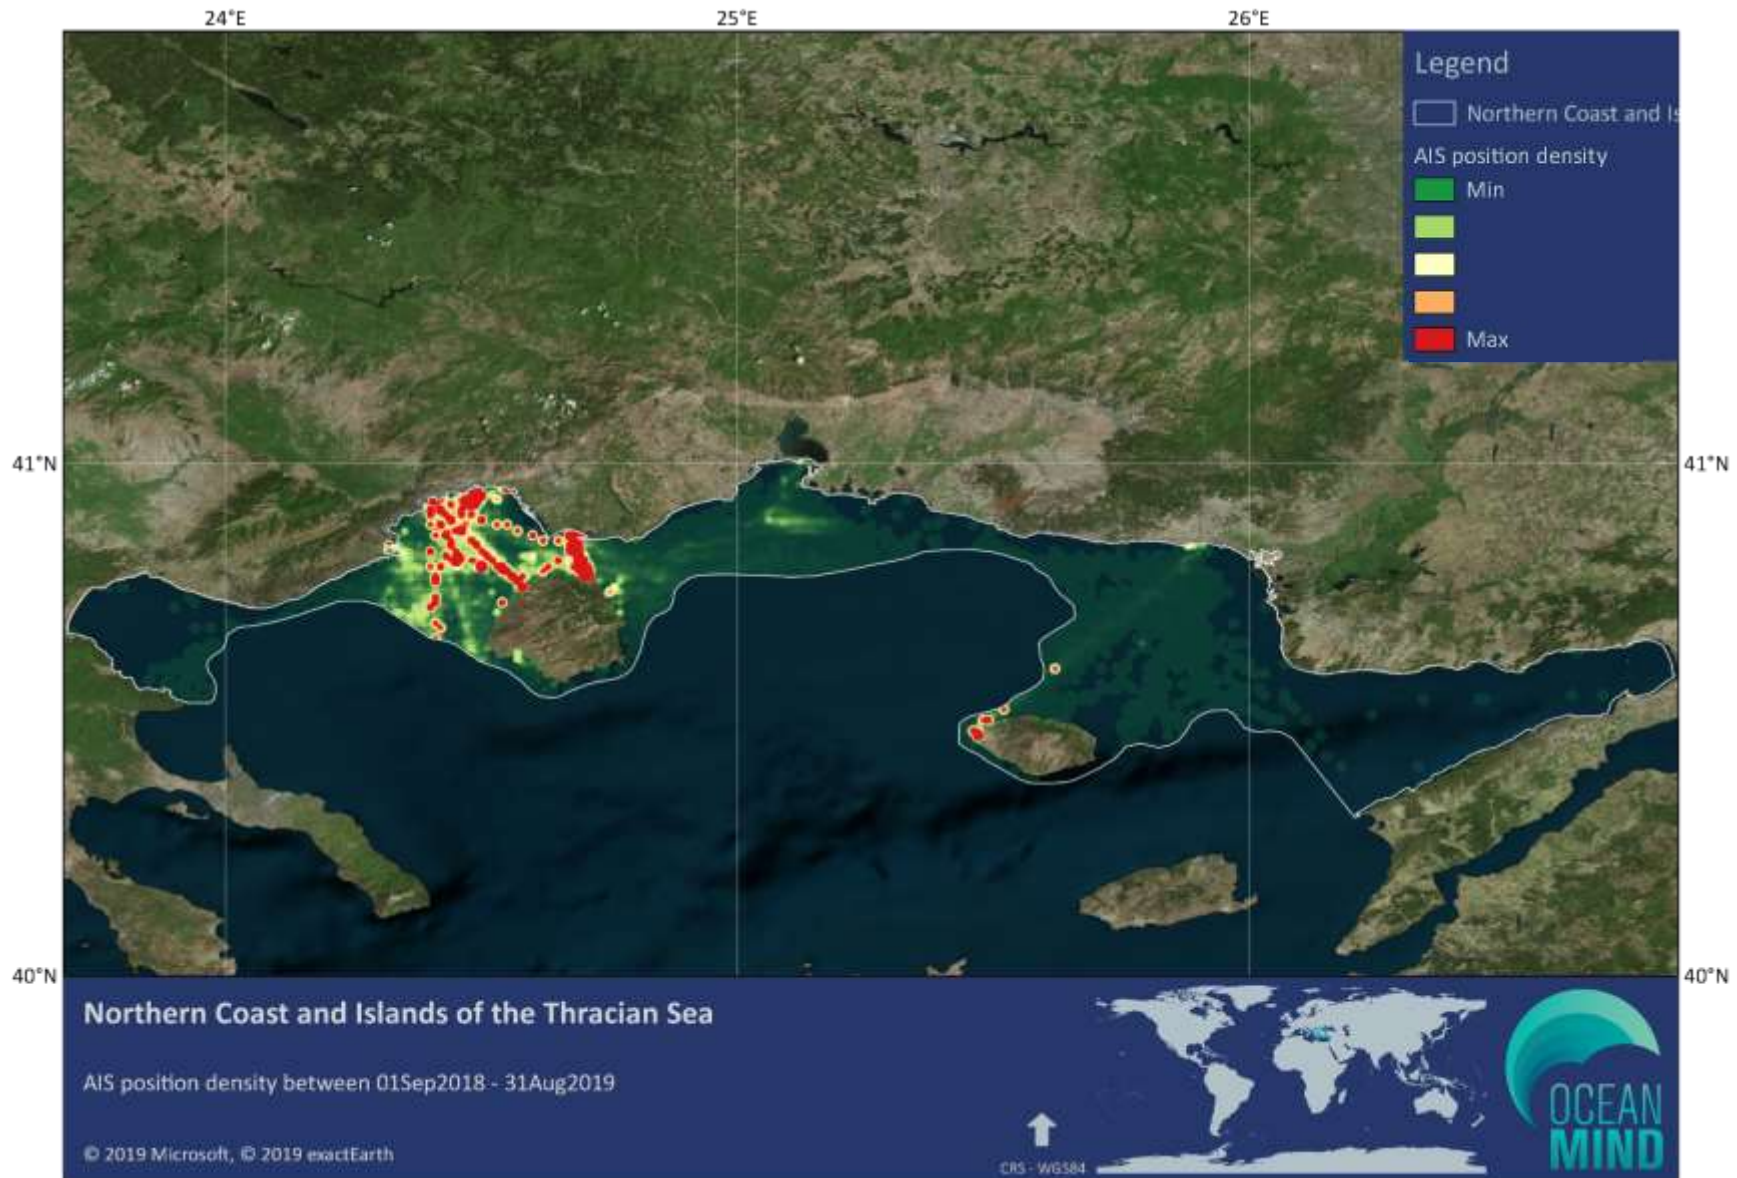 24°E 25°E 26°E
Legend
Northern Coast and Is
AIS position density
Min
Max
41°N 41°N
40°N 40°N
Northern Coast and Islands of the Thracian Sea
AIS position density between 01Sep2018 - 31Aug2019
© 2019 Microsoft, © 2019 exactEarth
CRS - WGS84
OCEAN
MIND